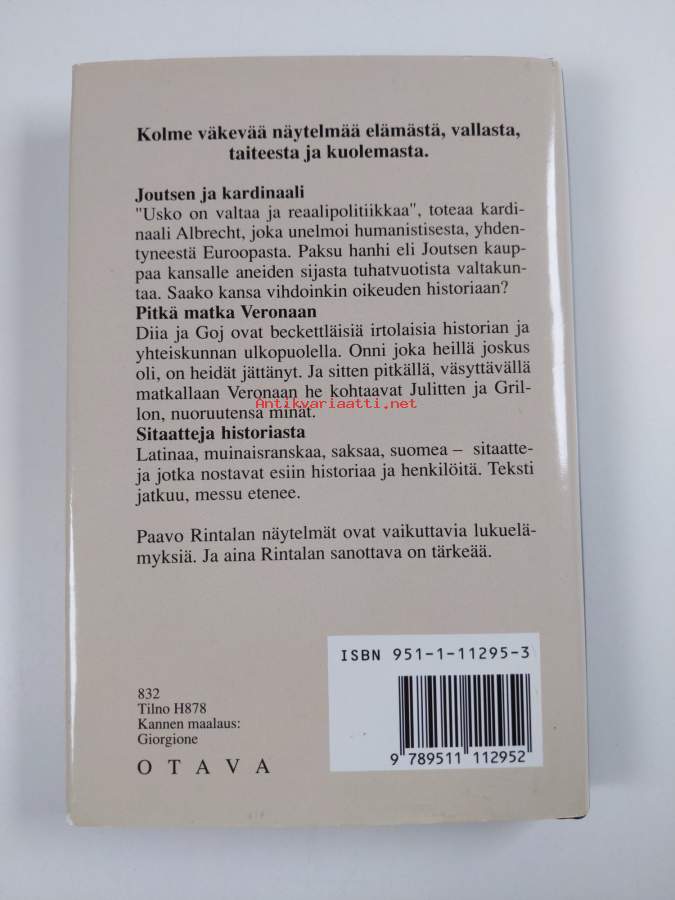 Kolme väkevää näytelmää elämästä, vallasta,
taiteesta ja kuolemasta.
Joutsen ja kardinaali
"Usko on valtaa ja reaalipolitiikkaa", toteaa kardi-
naali Albrecht, joka unelmoi humanistisesta, yhden-
tyneestä Euroopasta. Paksu hanhi eli Joutsen kaup-
paa kansalle aneiden sijasta tuhatvuotista valtakun-
taa. Saako kansa vihdoinkin oikeuden historiaan?
Pitkä matka Veronaan
Diia ja Goj ovat beckettläisiä irtolaisia historian ja
yhteiskunnan ulkopuolella. Onni joka heillä joskus
oli, on heidät jättänyt. Ja sitten pitkällä, väsyttävällä
matkallaan Veronaan he kohtaavat Julitten ja Gril-
lon, nuoruutensa minät.
Antikvariaatti.net
Sitaatteja historiasta
Latinaa, muinaisranskaa, saksaa, suomea – sitaatte-
ja jotka nostavat esiin historiaa ja henkilöitä. Teksti
jatkuu, messu etenee.
Paavo Rintalan näytelmät ovat vaikuttavia lukuelä-
myksiä. Ja aina Rintalan sanottava on tärkeää.
ISBN 951-1-11295-3
9 789511 112952
832
Tilno H878
Kannen maalaus:
Giorgione
OTAVA